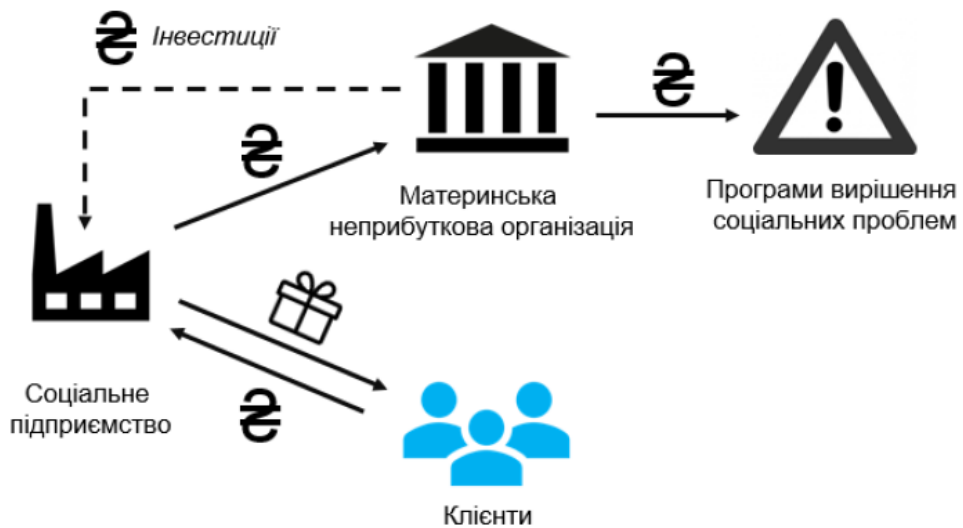 ₴ Інвестиції
₴
₴
Материнська
неприбуткова організація
Програми вирішення
соціальних проблем
Соціальне
підприємство
₴
Клієнти